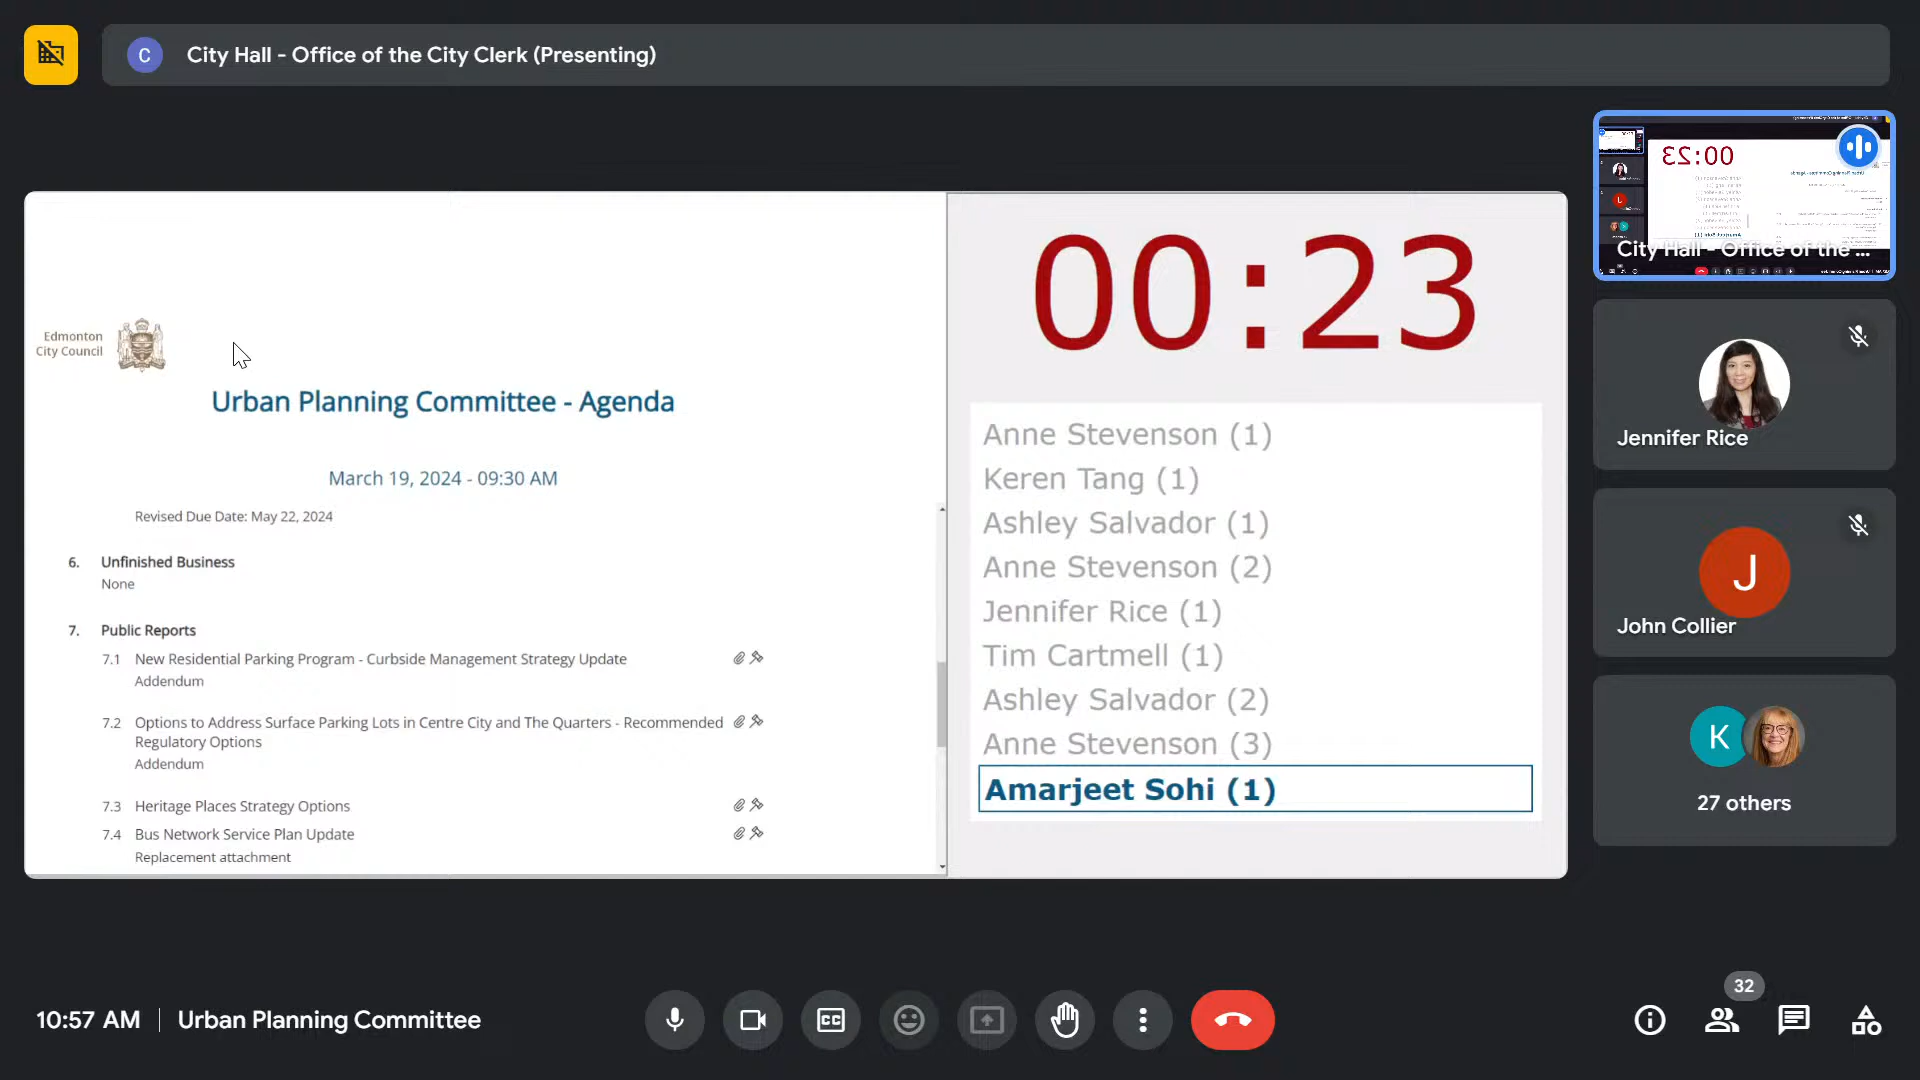 C City Hall - Office of the City Clerk (Presenting)
Edmonton
City Council
Urban Planning Committee - Agenda
March 19, 2024 - 09:30 AM
Revised Due Date: May 22, 2024
6. Unfinished Business
None
7. Public Reports
7.1 New Residential Parking Program - Curbside Management Strategy Update
Addendum
7.2 Options to Address Surface Parking Lots in Centre City and The Quarters - Recommended
Regulatory Options
Addendum
7.3 Heritage Places Strategy Options
7.4 Bus Network Service Plan Update
Replacement attachment
00:23
Anne Stevenson (1)
Keren Tang (1)
Ashley Salvador (1)
Anne Stevenson (2)
Jennifer Rice (1)
Tim Cartmell (1)
Ashley Salvador (2)
Anne Stevenson (3)
Amarjeet Sohi (1)
00:23
City Hall - Office of the ...
Jennifer Rice
J
John Collier
K
27 others
10:57 AM | Urban Planning Committee
CC
32